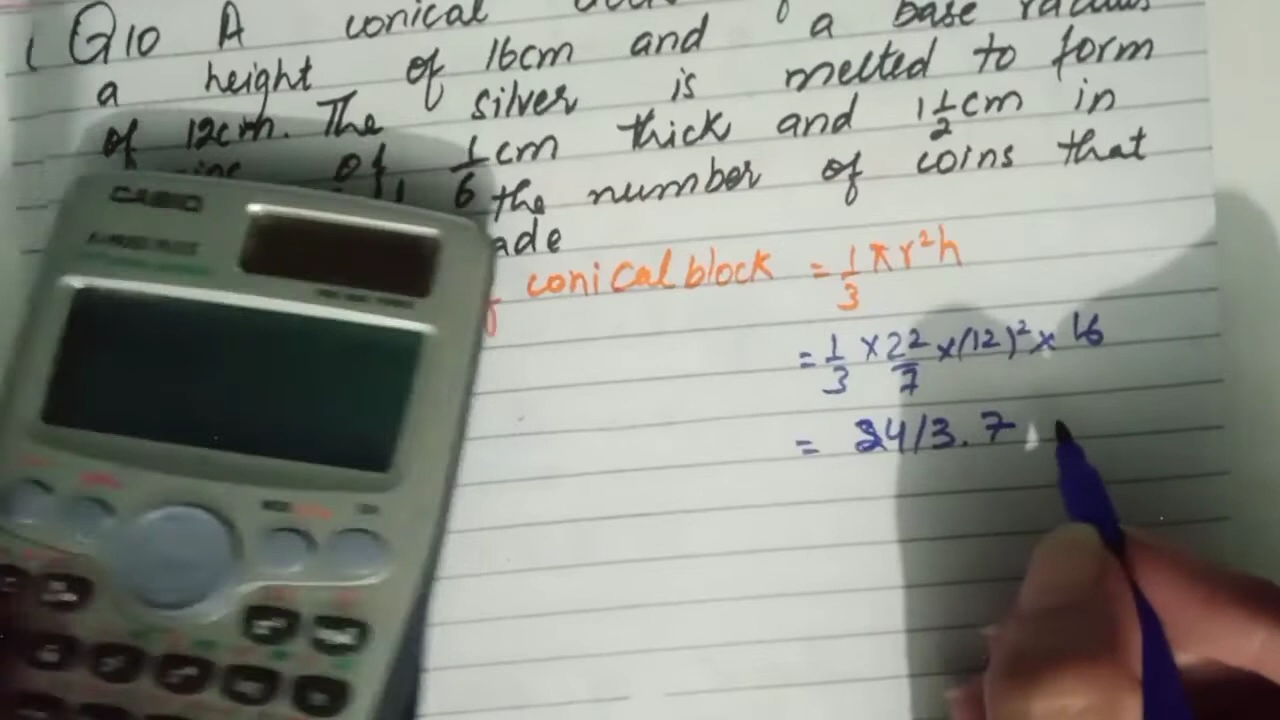 Q10 A conical
a height of 16cm and a base radius
of 12cm. The silver is melted to form
of 1/6 cm thick and 1 1/2 cm in
the number of coins that
ade
conical block = 1/3 πr²h
= 1/3 × 22/7 × (12)² × 16
= 2413.7
CASIO